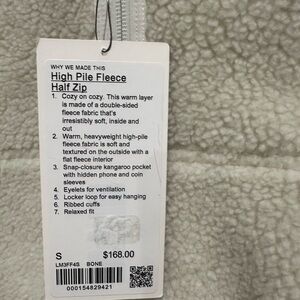 WHY WE MADE THIS
High Pile Fleece
Half Zip
1. Cozy on cozy. This warm layer
is made of a double-sided
fleece fabric that's
irresistibly soft, inside and
out
2. Warm, heavyweight high-pile
fleece fabric is soft and
textured on the outside with a
flat fleece interior
3. Snap-closure kangaroo pocket
with hidden phone and coin
sleeves
4. Eyelets for ventilation
5. Locker loop for easy hanging
6. Ribbed cuffs
7. Relaxed fit
S $168.00
LM3FF4S BONE
000154829421